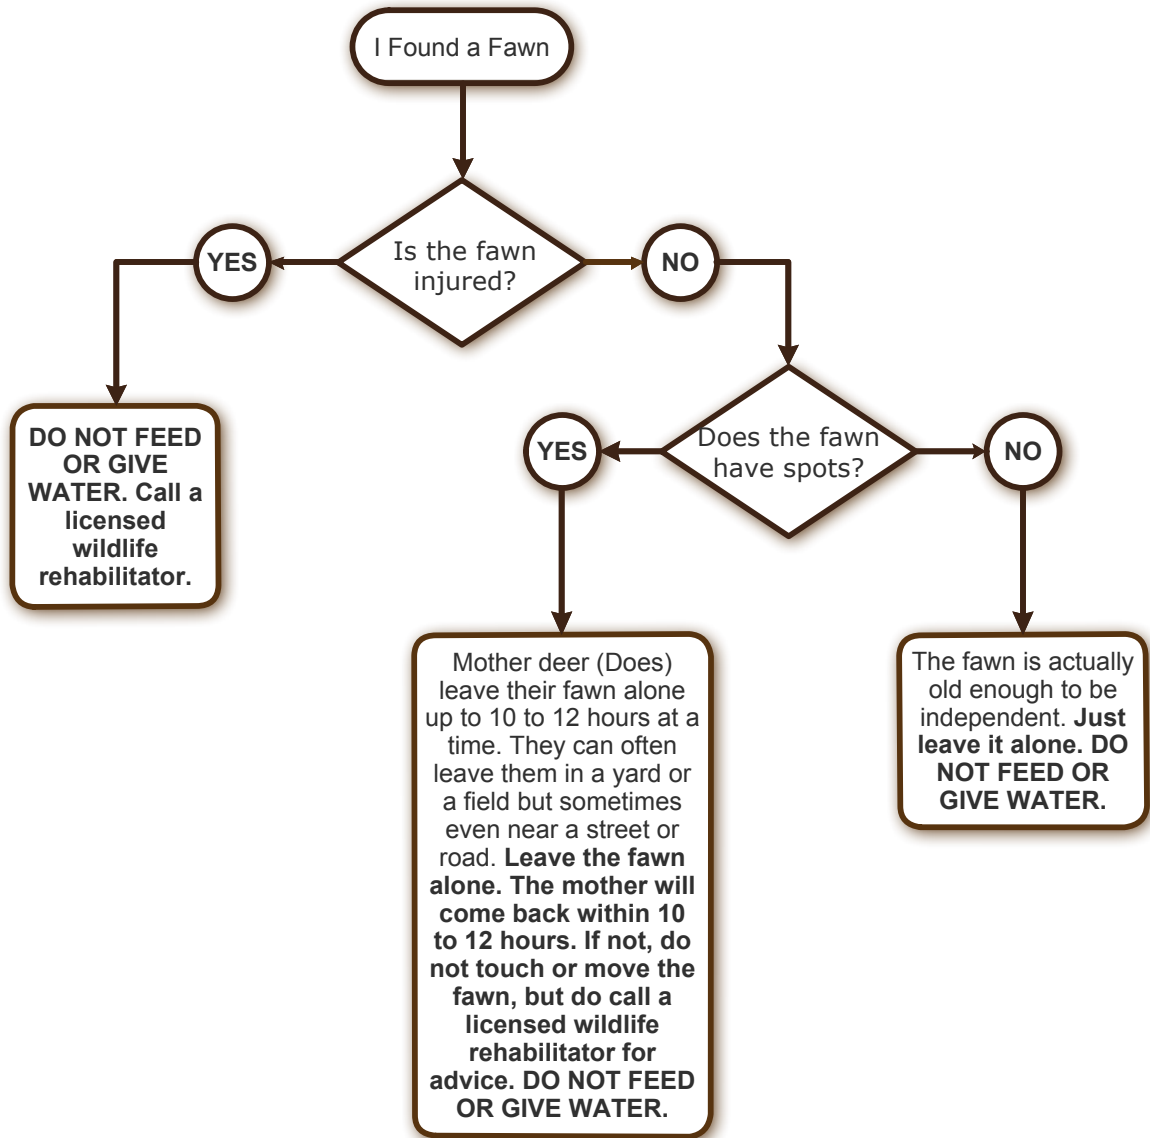 I Found a Fawn
Is the fawn
injured?
YES
NO
DO NOT FEED
OR GIVE
WATER. Call a
licensed
wildlife
rehabilitator.
Does the fawn
have spots?
YES
NO
Mother deer (Does)
leave their fawn alone
up to 10 to 12 hours at a
time. They can often
leave them in a yard or
a field but sometimes
even near a street or
road. Leave the fawn
alone. The mother will
come back within 10
to 12 hours. If not, do
not touch or move the
fawn, but do call a
licensed wildlife
rehabilitator for
advice. DO NOT FEED
OR GIVE WATER.
The fawn is actually
old enough to be
independent. Just
leave it alone. DO
NOT FEED OR
GIVE WATER.